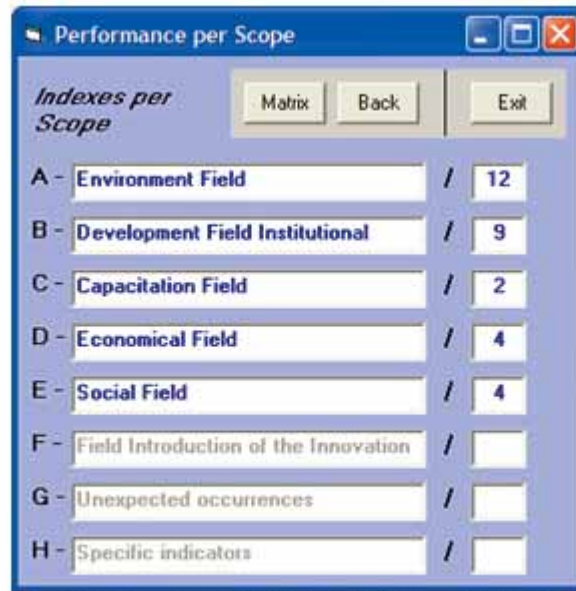 Performance per Scope
Indexes per
Scope
Matrix Back Exit
A - Environment Field / 12
B - Development Field Institutional / 9
C - Capacitation Field / 2
D - Economical Field / 4
E - Social Field / 4
F - Field Introduction of the Innovation /
G - Unexpected occurrences /
H - Specific indicators /